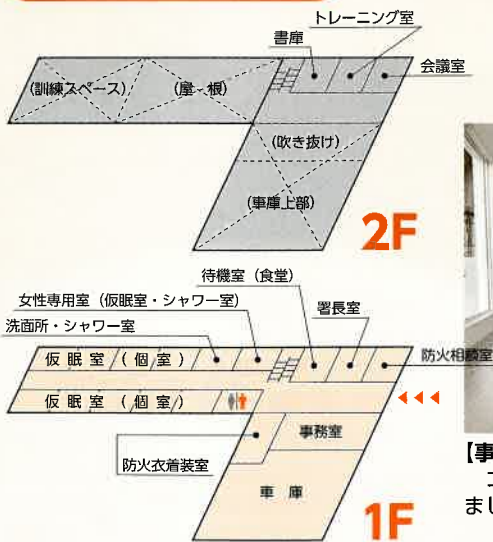 トレーニング室
書庫
会議室
(訓練スペース)
(屋 根)
(吹き抜け)
(車庫上部)
2F
待機室(食堂)
女性専用室(仮眠室・シャワー室)
署長室
洗面所・シャワー室
防火相談室
仮 眠 室 ( 個 室 )
仮 眠 室 ( 個 室 )
事務室
防火衣着装室
車 庫
1F
【事
コ
まし